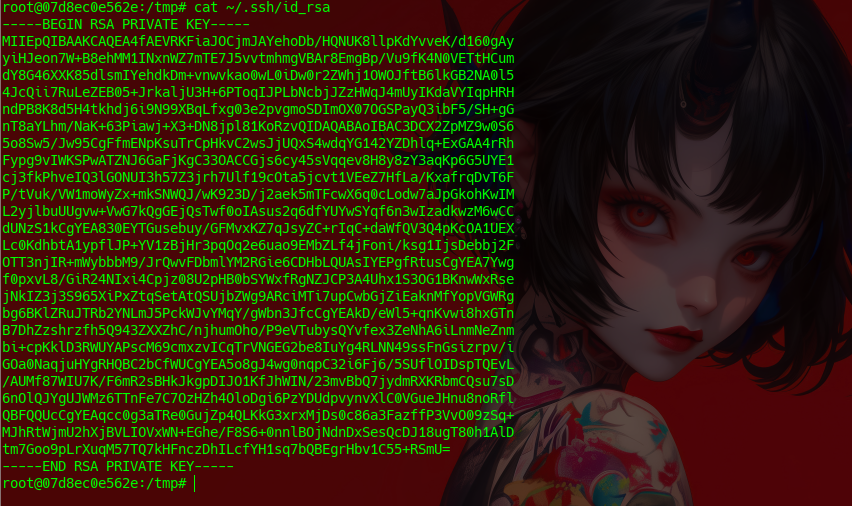 root@07d8ec0e562e:/tmp# cat ~/.ssh/id_rsa
-----BEGIN RSA PRIVATE KEY-----
MIIEpQIBAAKCAQEA4fAEVRKFiaJOCjmJAYehoDb/HQNUK8llpKdYvveK/d160gAy
yiHJeon7W+B8ehMM1INxnWZ7mTE7J5vvtmhmgVBAr8EmgBp/Vu9fK4N0VETtHCum
dY8G46XXK85dlsmIYehdkDm+vnwvkao0wL0iDw0r2ZWhj1OWOJftB6lkGB2NA0l5
4JcQii7RuLeZEB05+JrkaljU3H+6PToqIJPLbNcbjJZzHWqJ4mUyIKdaVYIqpHRH
ndPB8K8d5H4tkhdj6i9N99XBqLfxg03e2pvgmoSDImOX07OGSPayQ3ibF5/SH+gG
nT8aYLhm/NaK+63Piawj+X3+DN8jpl81KoRzvQIDAQABAoIBAC3DCX2ZpMZ9w0S6
5o8Sw5/Jw95CgFfmENpKsuTrCpHkvC2wsJjUQxS4wdqYG142YZDhlq+ExGAA4rRh
Fypg9vIWKSPwATZNJ6GaFjKgC33OACCGjs6cy45sVqqev8H8y8zY3aqKp6G5UYE1
cj3fkPhveIQ3lGONUI3h57Z3jrh7Ulf19cOta5jcvt1VEeZ7HfLa/KxafrqDvT6F
P/tVuk/VW1moWyZx+mkSNWQJ/wK923D/j2aek5mTFcwX6q0cLodw7aJpGkohKwIM
L2yjlbuUUgvw+VwG7kQgGEjQsTwf0oIAsus2q6dfYUYwSYqf6n3wIzadkwzM6wCC
dUNzS1kCgYEA830EYTGusebuy/GFMvxKZ7qJsyZC+rIqC+daWfQV3Q4pKcOA1UEX
Lc0KdhbtA1ypflJP+YV1zBjHr3pqOq2e6uao9EMbZLf4jFoni/ksg1IjsDebbj2F
OTT3njIR+mWybbbM9/JrQwvFDbmlYM2RGie6CDHbLQUAsIYEPgfRtusCgYEA7Ywg
f0pxvL8/GiR24NIxi4Cpjz08U2pHB0bSYWxfRgNZJCP3A4Uhx1S3OG1BKnwWxRse
jNkIZ3j3S965XiPxZtqSetAtQSUjbZWg9ARciMTi7upCwbGjZiEaknMfYopVGWRg
bg6BKlZRuJTRb2YNLmJ5PckWJvYMqY/gWbn3JfcCgYEAkD/eWl5+qnKvwi8hxGTn
B7DhZzshrzfh5Q943ZXXZhC/njhumOho/P9eVTubysQYvfex3ZeNhA6iLnmNeZnm
bi+cpKklD3RWUYAPscM69cmxzvICqTrVNGEG2be8IuYg4RLNN49ssFnGsizrpv/i
GOa0NaqjuHYgRHQBC2bCfWUCgYEA5o8gJ4wg0nqpC32i6Fj6/5SUflOIDspTQEvL
/AUMf87WIU7K/F6mR2sBHkJkgpDIJO1KfJhWIN/23mvBbQ7jydmRXKRbmCQsu7sD
6nOlQJYgUJWMz6TTnFe7C7OzHZh4OloDgi6PzYDUdpvynvXlC0VGueJHnu8noRfl
QBFQQUcCgYEAqcc0g3aTRe0GujZp4QLKkG3xrxMjDs0c86a3FazffP3VvO09zSq+
MJhRtWjmU2hXjBVLIOVxWN+EGhe/F8S6+0nnlBOjNdnDxSesQcDJ18ugT80h1AlD
tm7Goo9pLrXuqM57TQ7kHFnczDhILcfYH1sq7bQBEgrHbv1C55+RSmU=
-----END RSA PRIVATE KEY-----
root@07d8ec0e562e:/tmp#